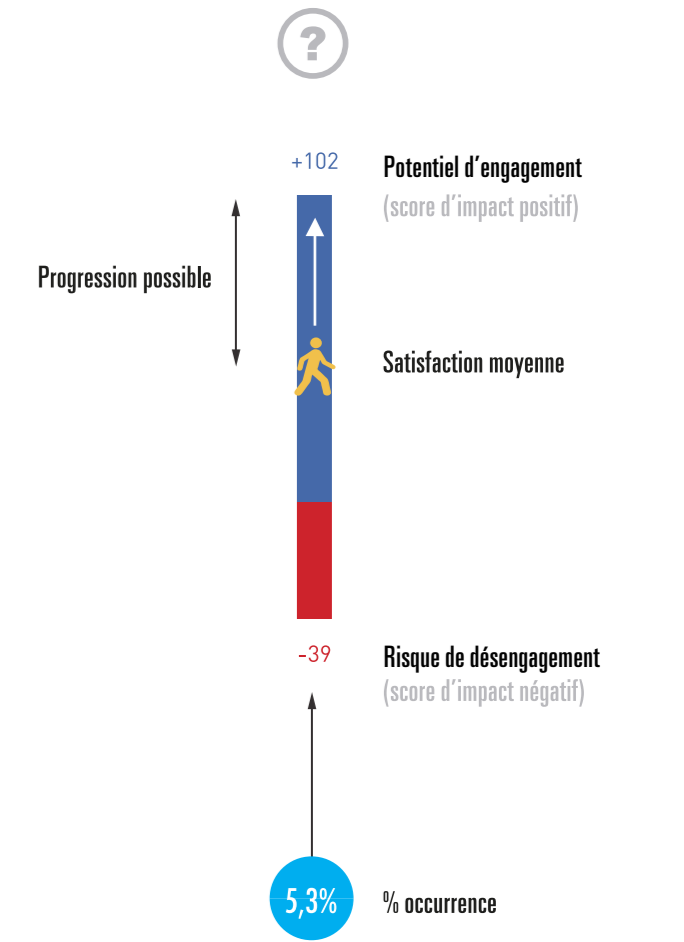 ?
+102
Potentiel d'engagement
(score d'impact positif)
Progression possible
Satisfaction moyenne
-39
Risque de désengagement
(score d'impact négatif)
5,3%
% occurrence